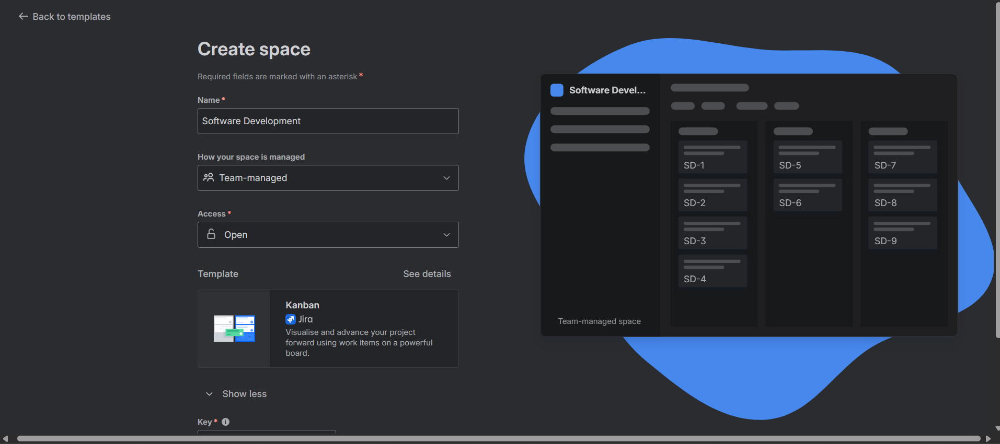 Back to templates
Create space
Required fields are marked with an asterisk *
Name *
Software Development
How your space is managed
Team-managed
Access *
Open
Template
See details
Kanban
Jira
Visualise and advance your project
forward using work items on a powerful
board.
Show less
Key *
Software Devel...
SD-1
SD-2
SD-3
SD-4
SD-5
SD-6
SD-7
SD-8
SD-9
Team-managed space